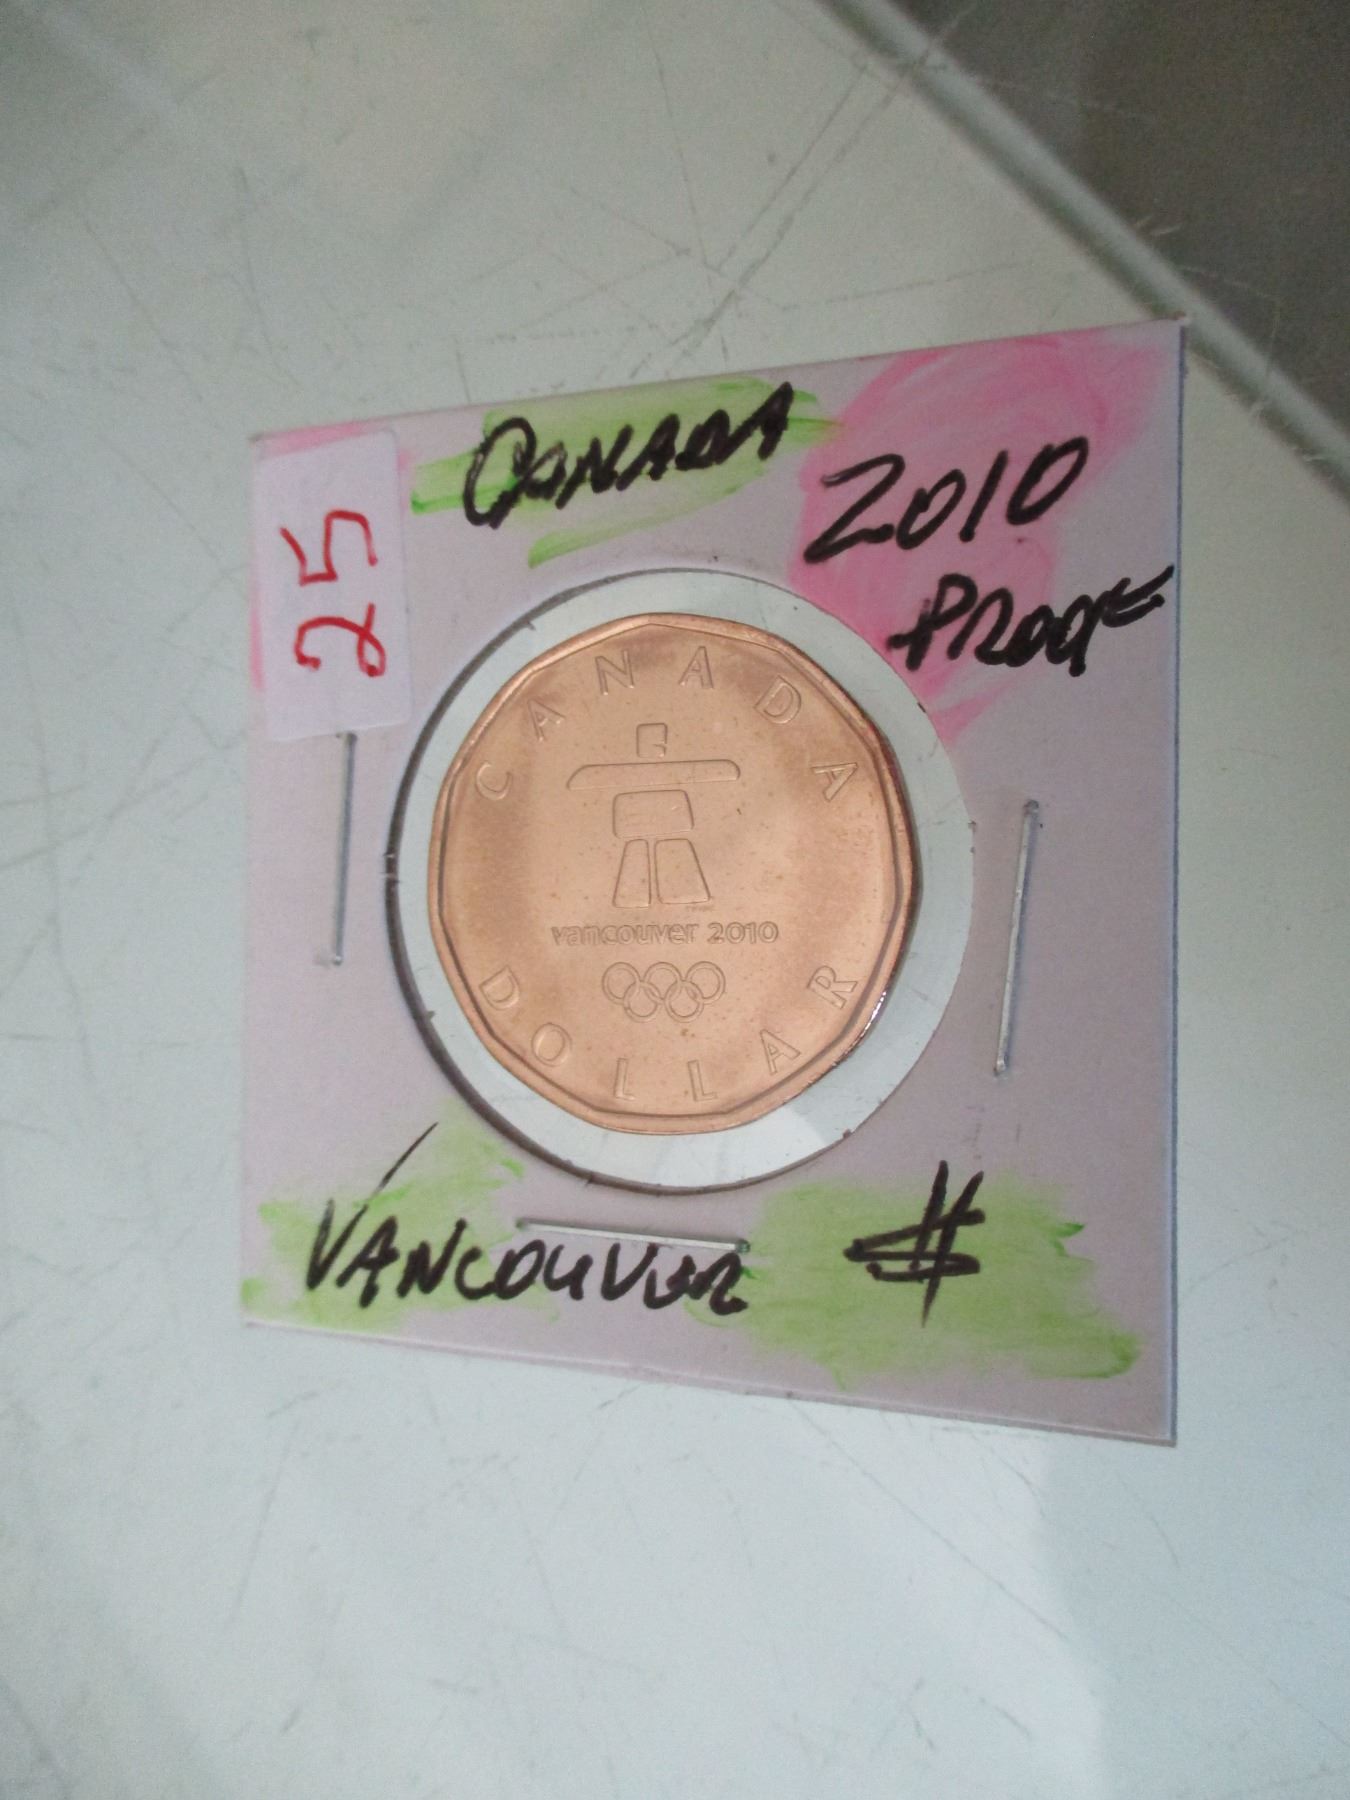 25
CANADA
2010
PROOF
CANADA
vancouver 2010
DOLLAR
VANCOUVER $